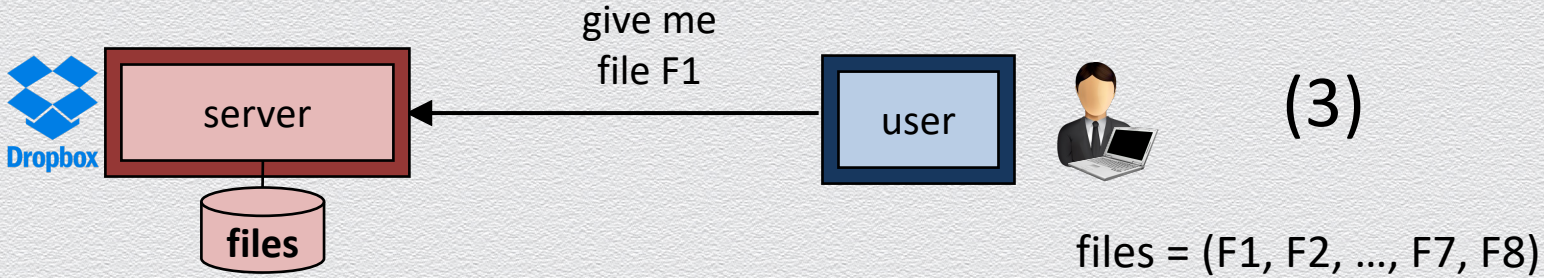 give me
file F1
server
user
(3)
Dropbox
files
files = (F1, F2, ..., F7, F8)